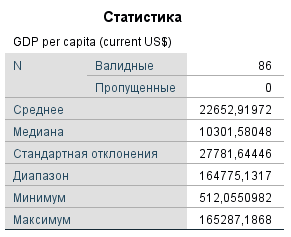 Статистика
GDP per capita (current US$)
N Валидные 86
Пропущенные 0
Среднее 22652,91972
Медиана 10301,58048
Стандартная отклонения 27781,64446
Диапазон 164775,1317
Минимум 512,0550982
Максимум 165287,1868